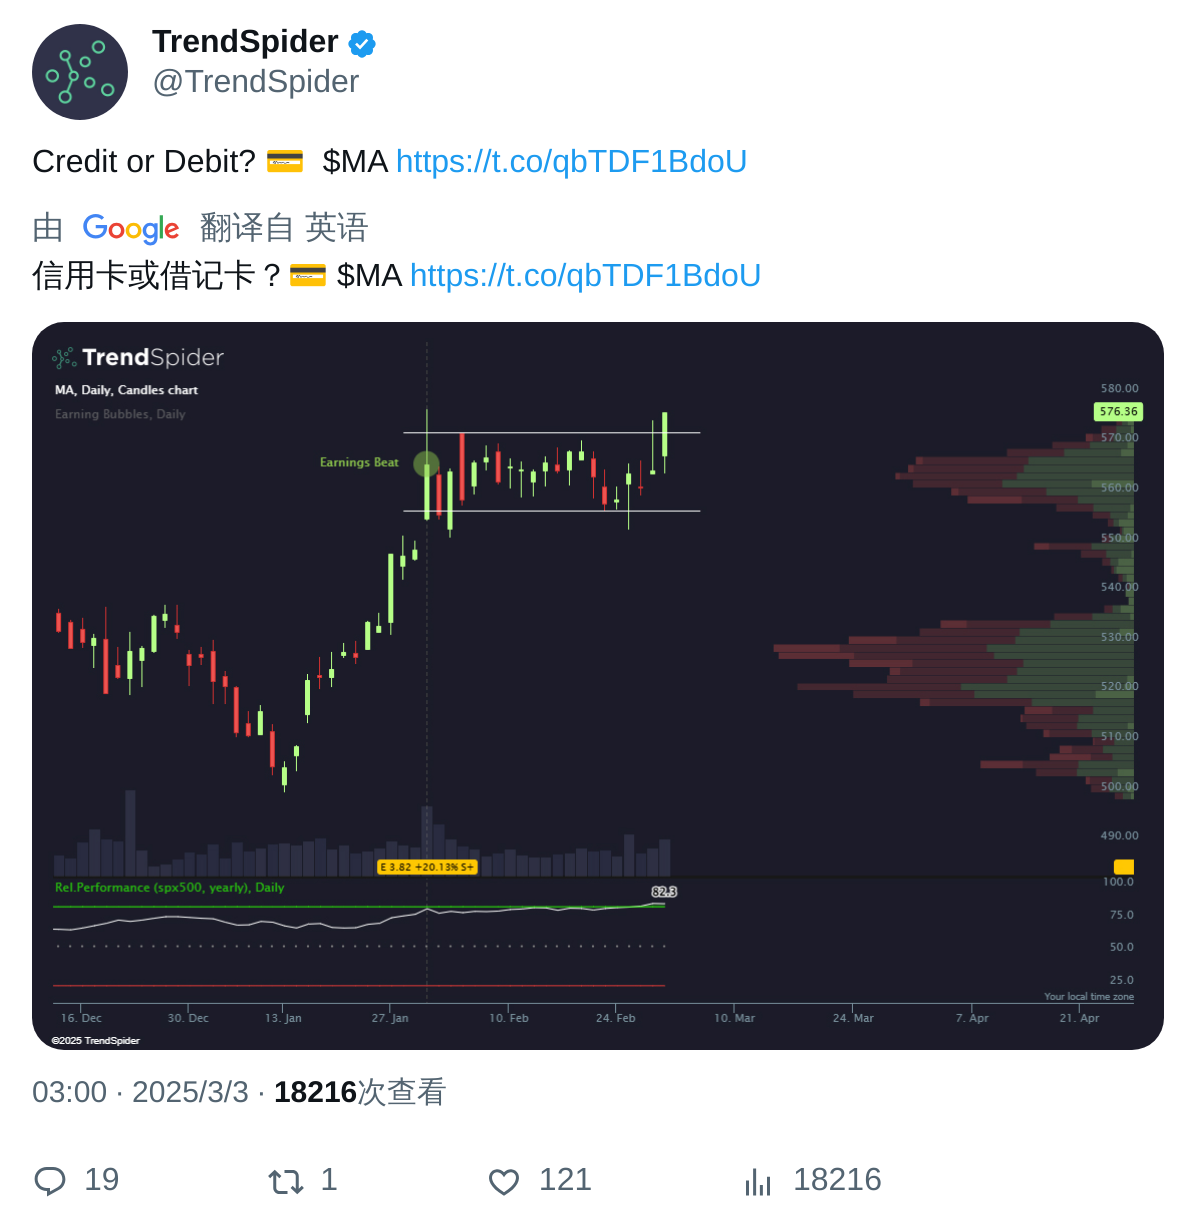 TrendSpider
@TrendSpider
Credit or Debit? 💳 $MA https://t.co/qbTDF1BdoU
由 Google 翻译自 英语
信用卡或借记卡？💳 $MA https://t.co/qbTDF1BdoU
TrendSpider
MA, Daily, Candles chart
Earning Bubbles, Daily
Earnings Beat
580.00
576.36
570.00
560.00
550.00
540.00
530.00
520.00
510.00
500.00
490.00
E 3.82 +20.13% S+
Rel.Performance (spx500, yearly), Daily
82.3
100.0
75.0
50.0
25.0
Your local time zone
16. Dec 30. Dec 13. Jan 27. Jan 10. Feb 24. Feb 10. Mar 24. Mar 7. Apr 21. Apr
©2025 TrendSpider
03:00 · 2025/3/3 · 18216次查看
19 1 121 18216